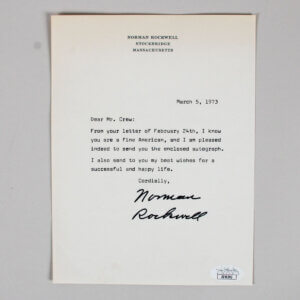 NORMAN ROCKWELL
STOCKBRIDGE
MASSACHUSETTS
March 5, 1973
Dear Mr. Crew:
From your letter of February 24th, I know
you are a fine American, and I am pleased
indeed to send you the enclosed autograph.
I also send to you my best wishes for a
successful and happy life.
Cordially,
Norman
Rockwell